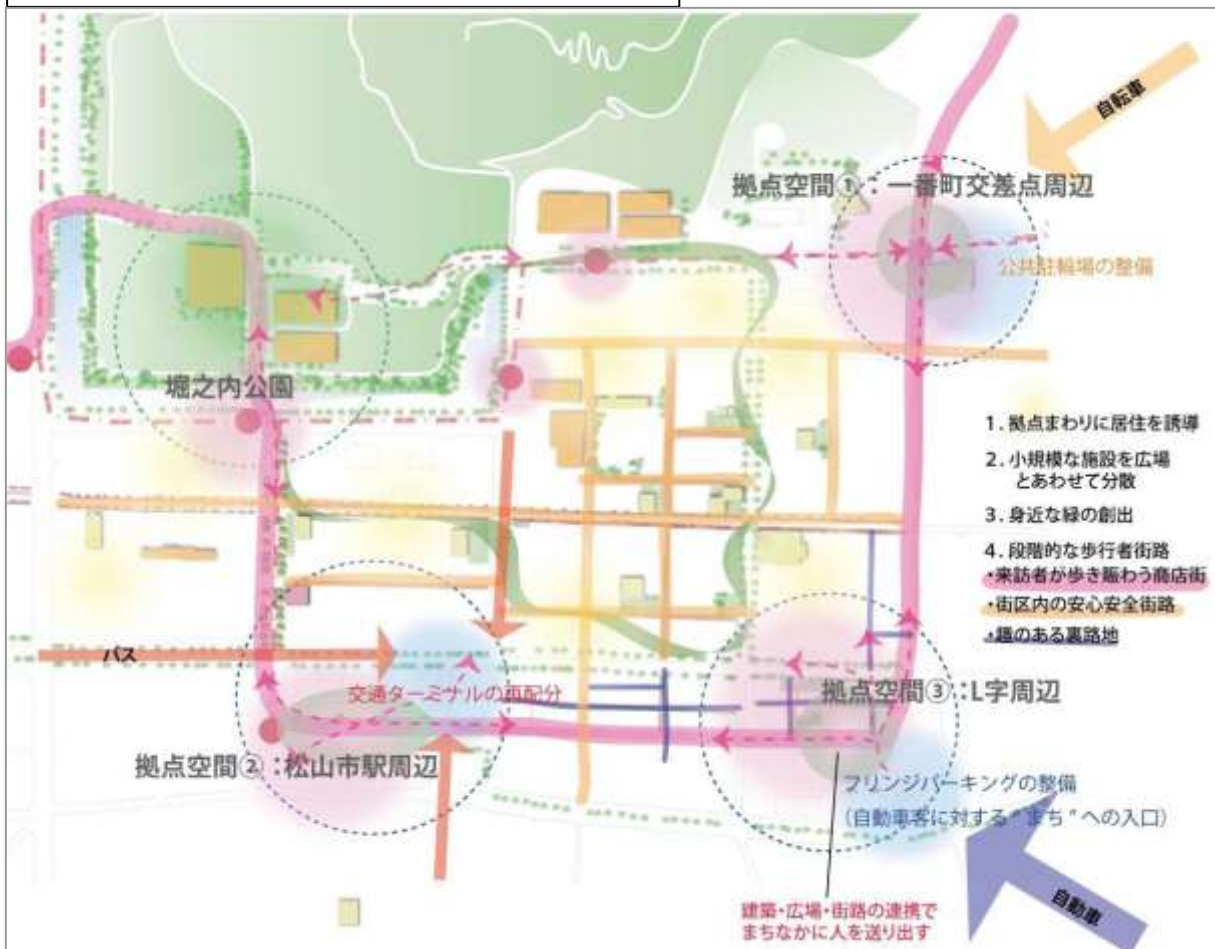 自転車
拠点空間①：一番町交差点周辺
公共駐輪場の整備
堀之内公園
1. 拠点まわりに居住を誘導
2. 小規模な施設を広場
とあわせて分散
3. 身近な緑の創出
4. 段階的な歩行者街路
・来訪者が歩き賑わう商店街
・街区内の安心安全街路
・趣のある裏路地
バス
交通ターミナルの再配分
拠点空間③：L字周辺
拠点空間②：松山市駅周辺
フリンジパーキングの整備
（自動車客に対する“まち”への入口）
自動車
建築・広場・街路の連携で
まちなかに人を送り出す